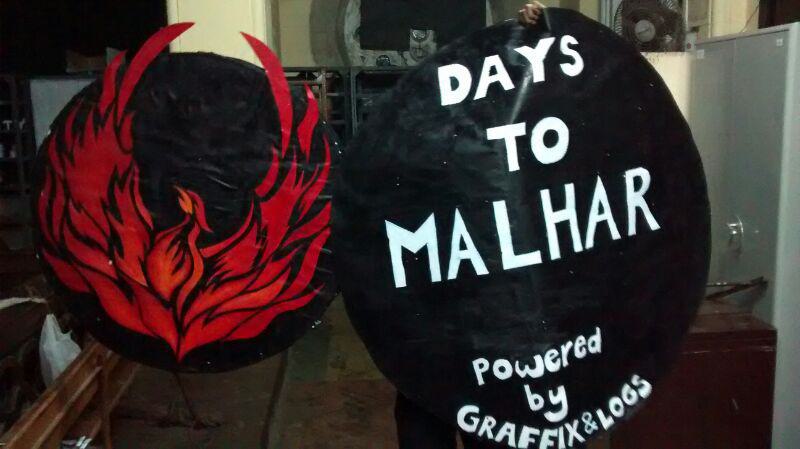 DAYS
TO
MALHAR
Powered
by
GRAFFIX & LOGS